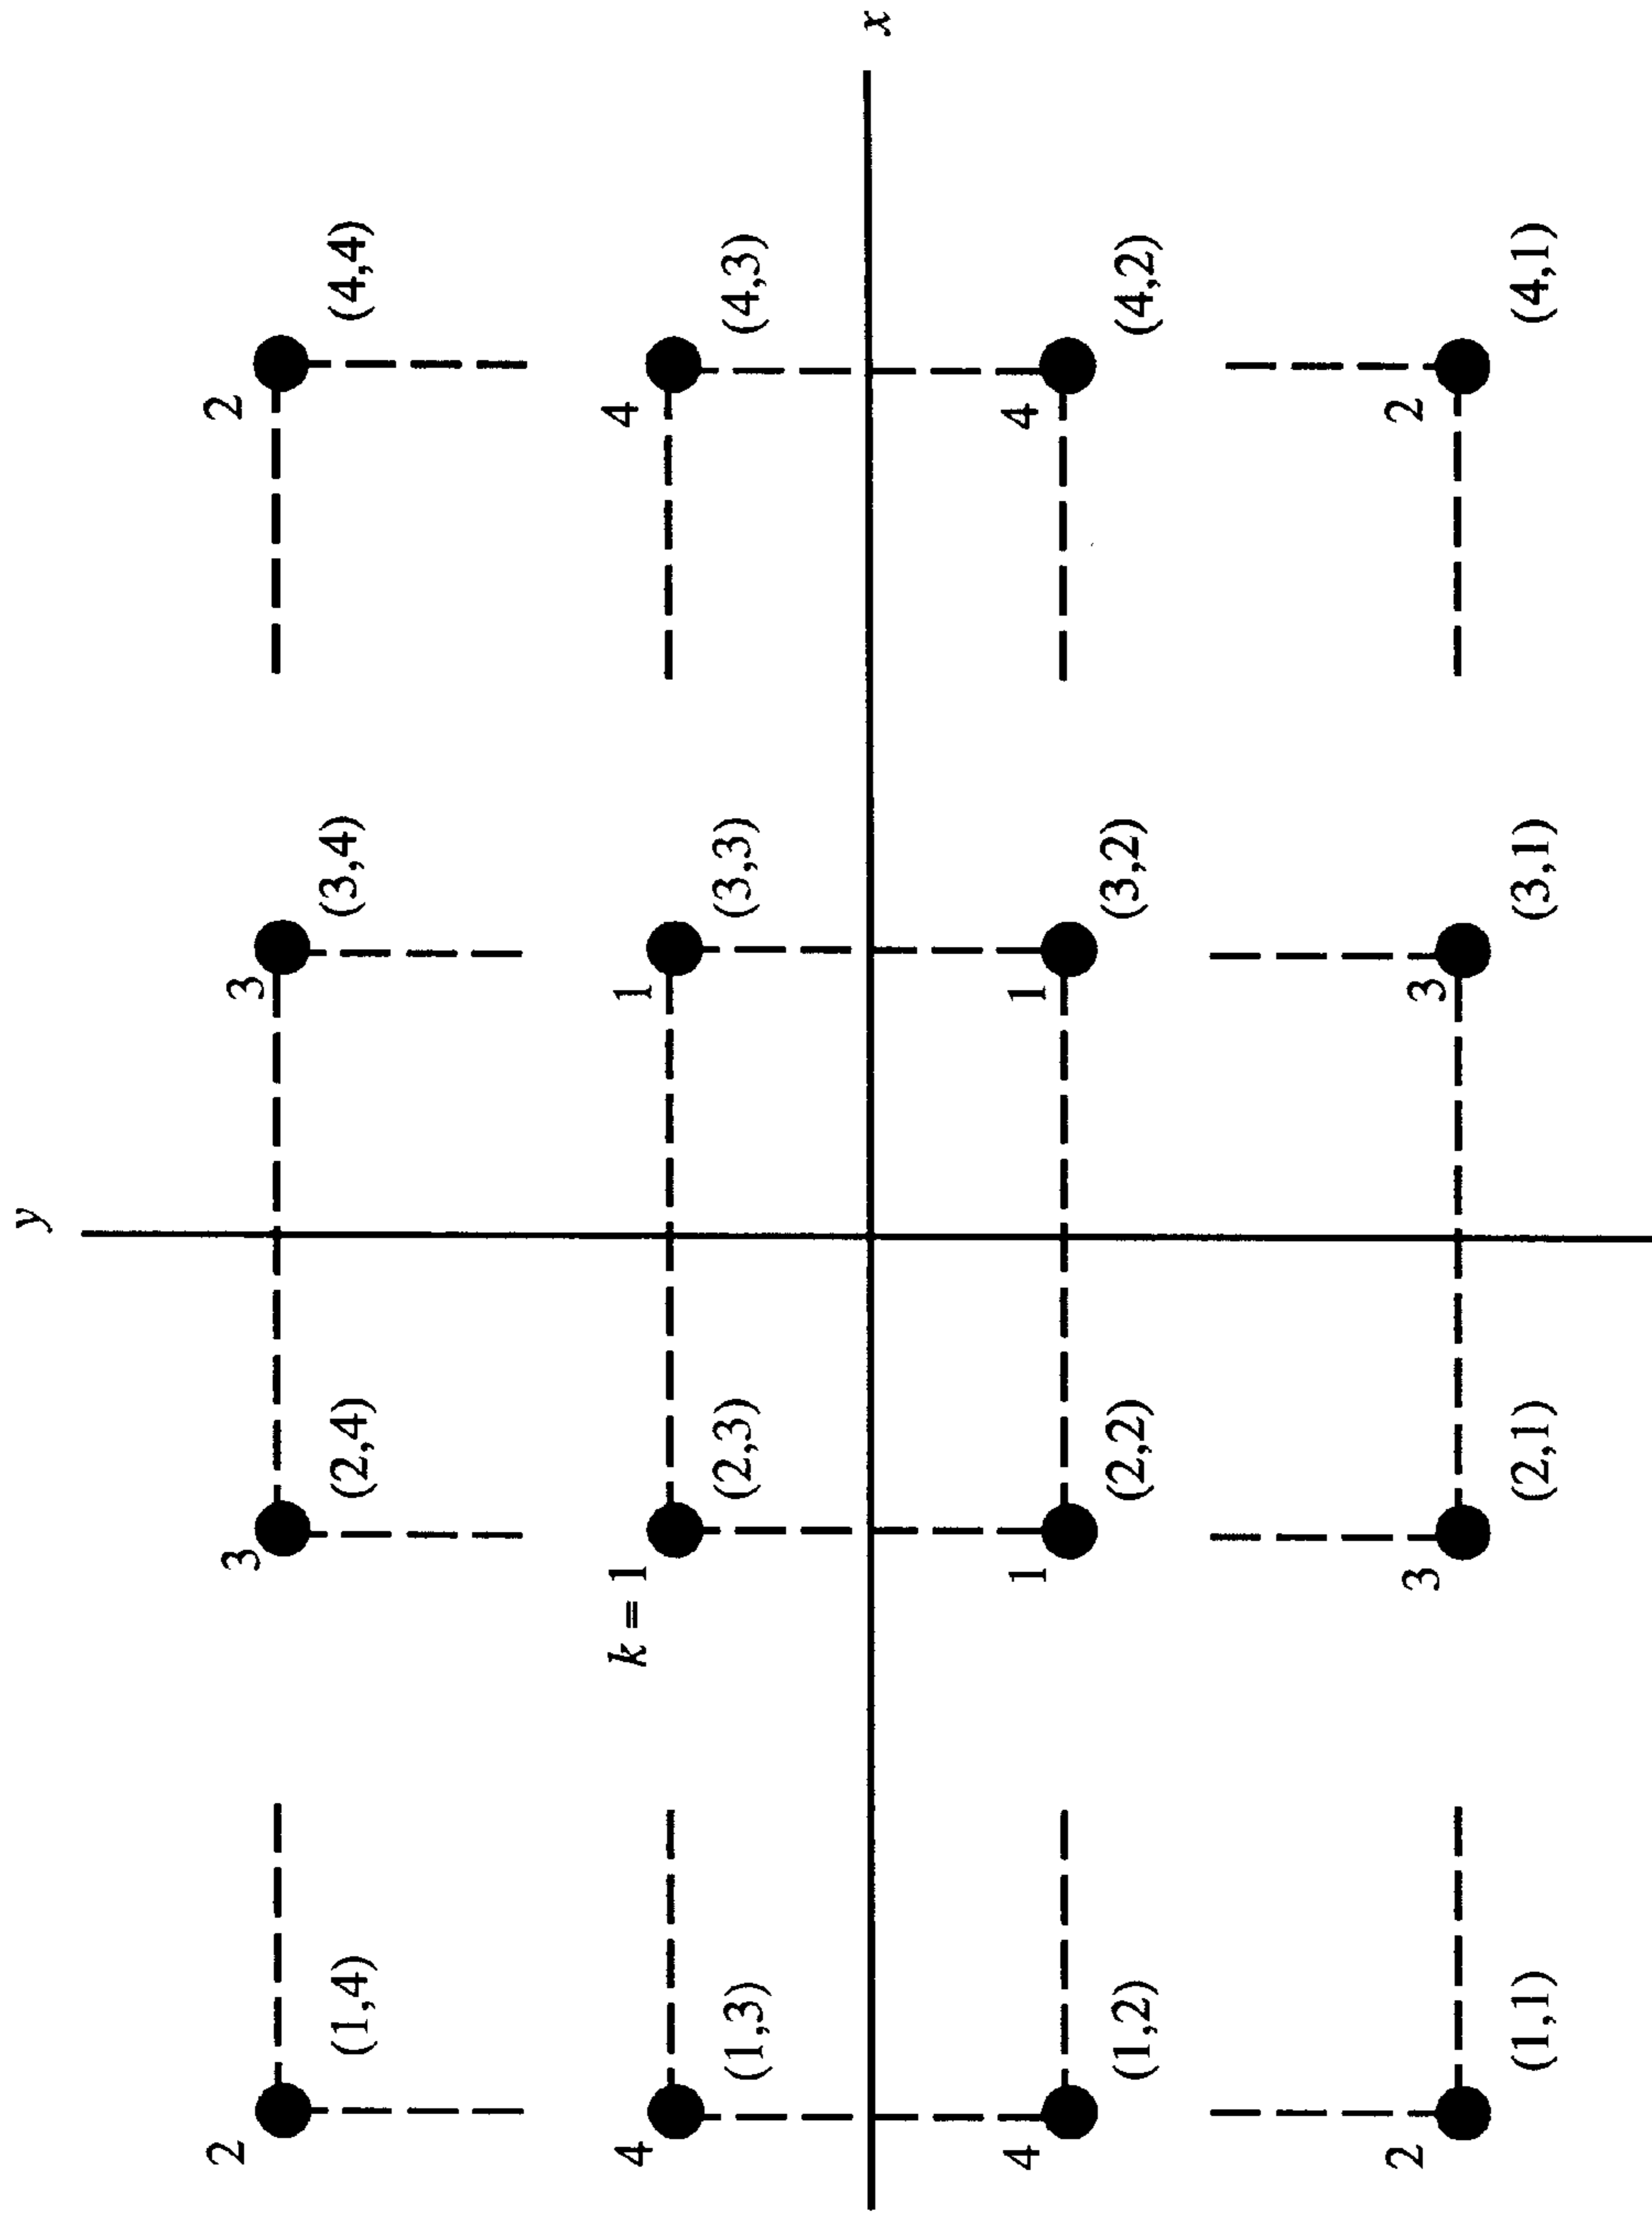 y
2 3 3 2
(1,4) (2,4) (3,4) (4,4)
4 k = 1 1 4
(1,3) (2,3) (3,3) (4,3)
x
4 1 1 4
(1,2) (2,2) (3,2) (4,2)
2 3 3 2
(1,1) (2,1) (3,1) (4,1)